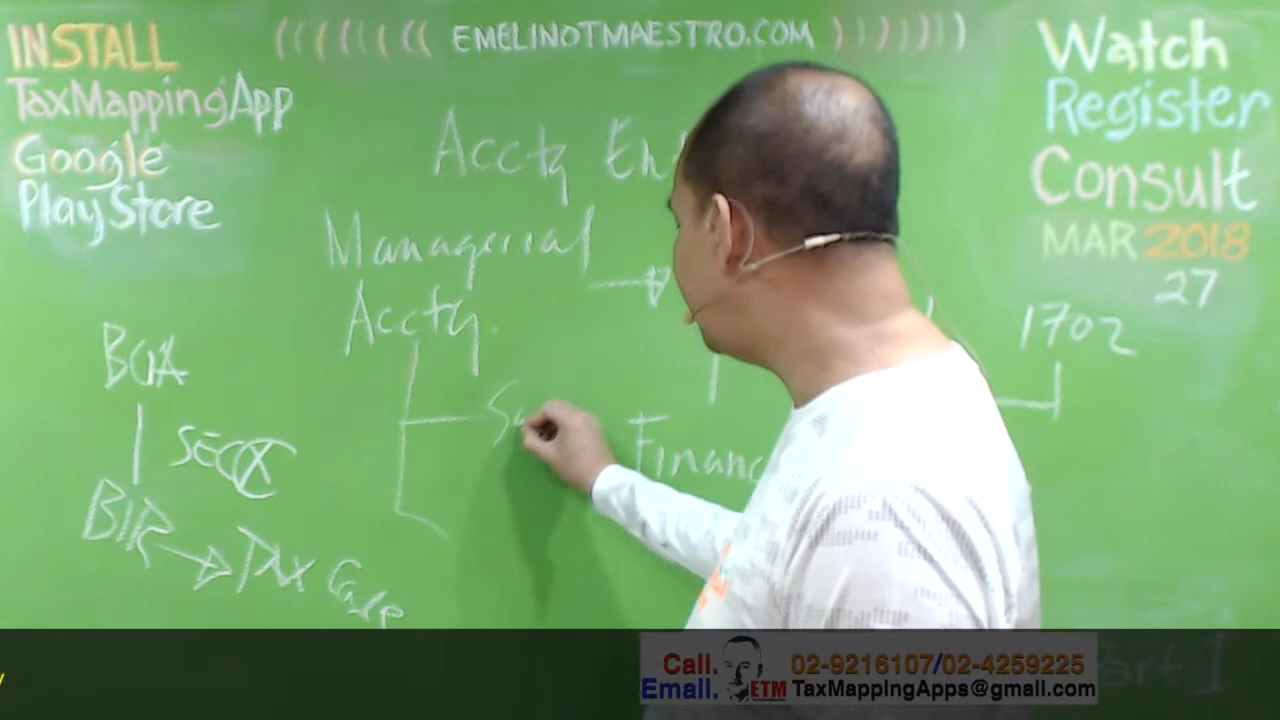 INSTALL
TaxMappingApp
Google
PlayStore
EMELINOTMAESTRO.COM
Watch
Register
Consult
MAR 2018
27
Acctg
Managerial
Acctg.
1702
BOA
SEC
BIR
Tax Code
Call. 02-9216107/02-4259225
Email. ETM TaxMappingApps@gmail.com